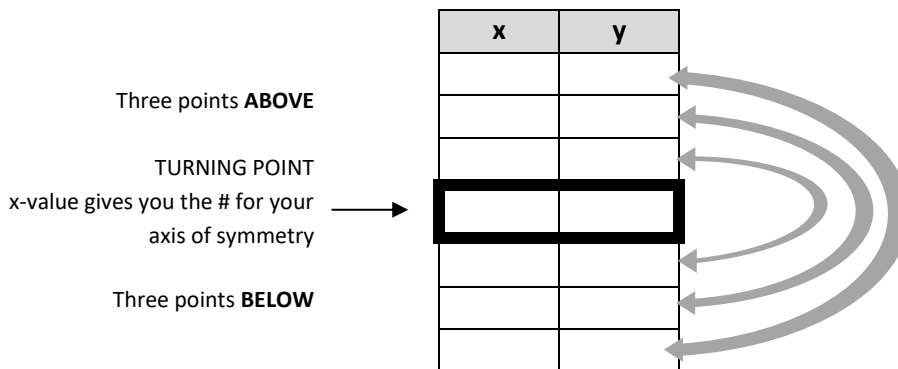 x y
Three points ABOVE
TURNING POINT
x-value gives you the # for your
axis of symmetry
Three points BELOW